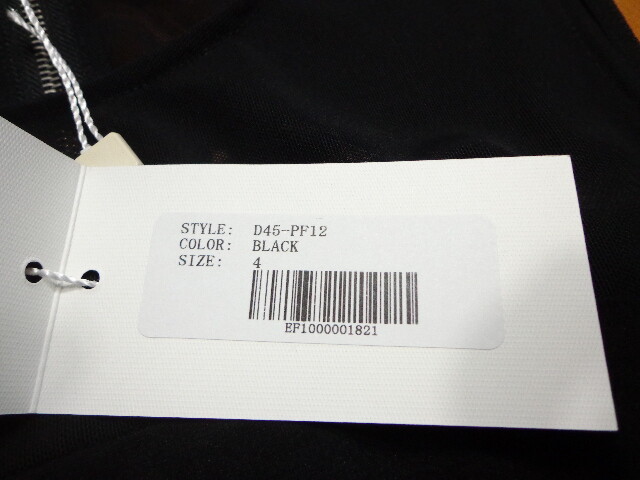 STYLE: D45-PF12
COLOR: BLACK
SIZE: 4
EF1000001821